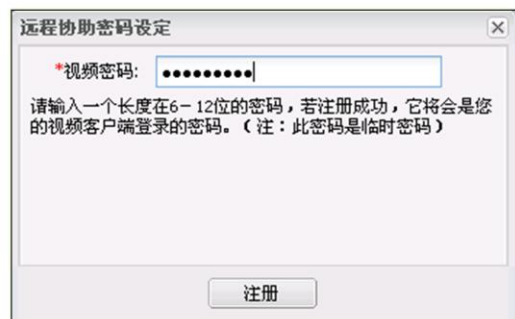 远程协助密码设定
*视频密码: ●●●●●●●●●
请输入一个长度在6-12位的密码，若注册成功，它将会是您
的视频客户端登录的密码。(注：此密码是临时密码)
注册